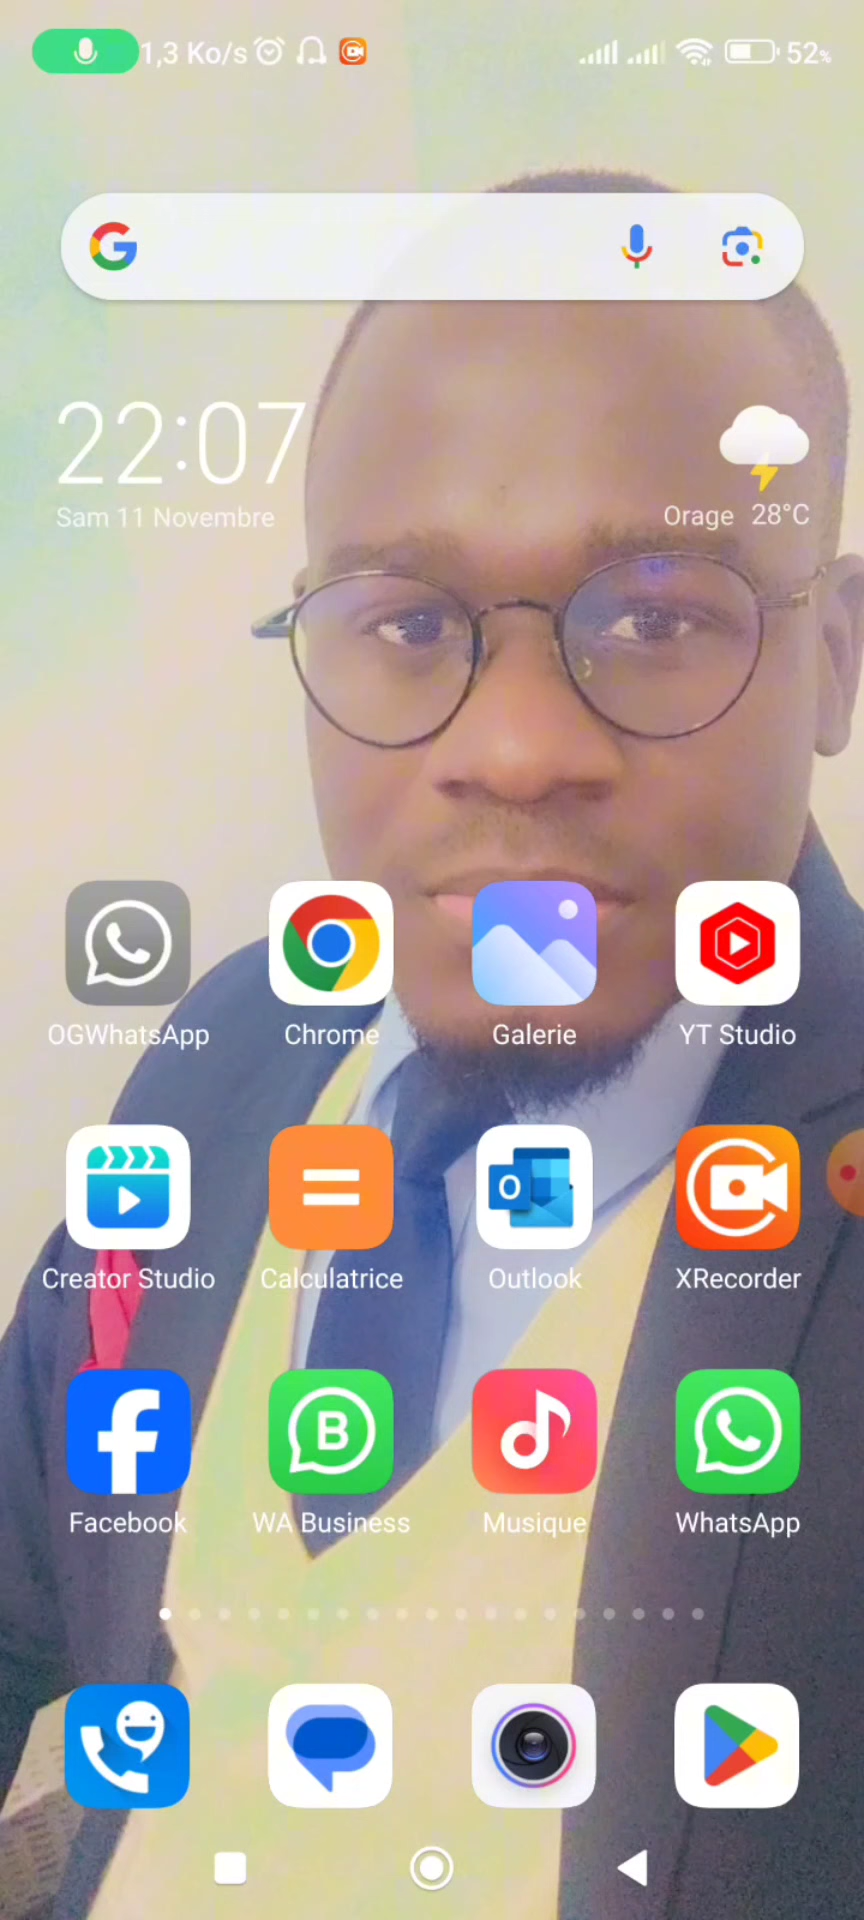 1,3 Ko/s 52%
22:07
Sam 11 Novembre
Orage 28°C
OGWhatsApp Chrome Galerie YT Studio
Creator Studio Calculatrice Outlook XRecorder
Facebook WA Business Musique WhatsApp